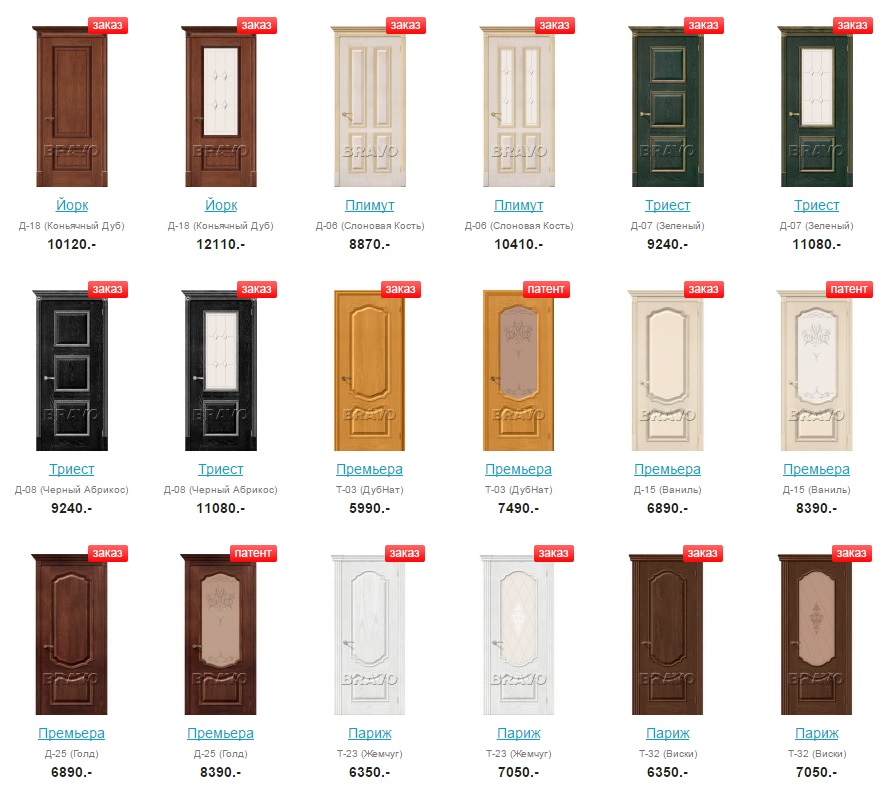 заказ заказ заказ заказ заказ заказ
BRAVO BRAVO BRAVO BRAVO BRAVO BRAVO
Йорк Йорк Плимут Плимут Триест Триест
Д-18 (Коньячный Дуб) Д-18 (Коньячный Дуб) Д-06 (Слоновая Кость) Д-06 (Слоновая Кость) Д-07 (Зеленый) Д-07 (Зеленый)
10120.- 12110.- 8870.- 10410.- 9240.- 11080.-
заказ заказ заказ патент заказ патент
BRAVO BRAVO BRAVO BRAVO BRAVO BRAVO
Триест Триест Премьера Премьера Премьера Премьера
Д-08 (Черный Абрикос) Д-08 (Черный Абрикос) Т-03 (ДубНат) Т-03 (ДубНат) Д-15 (Ваниль) Д-15 (Ваниль)
9240.- 11080.- 5990.- 7490.- 6890.- 8390.-
заказ патент заказ заказ заказ заказ
BRAVO BRAVO BRAVO BRAVO BRAVO BRAVO
Премьера Премьера Париж Париж Париж Париж
Д-25 (Голд) Д-25 (Голд) Т-23 (Жемчуг) Т-23 (Жемчуг) Т-32 (Виски) Т-32 (Виски)
6890.- 8390.- 6350.- 7050.- 6350.- 7050.-